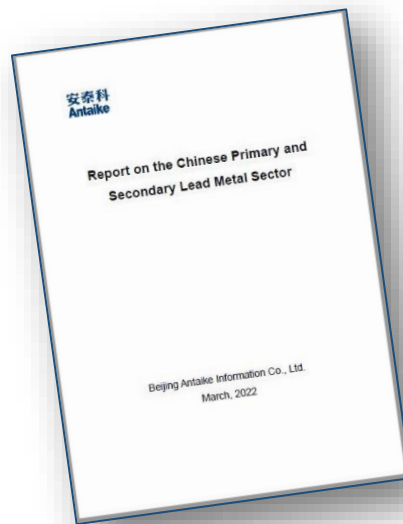 安泰科
Antaike
Report on the Chinese Primary and
Secondary Lead Metal Sector
Beijing Antaike Information Co., Ltd.
March, 2022